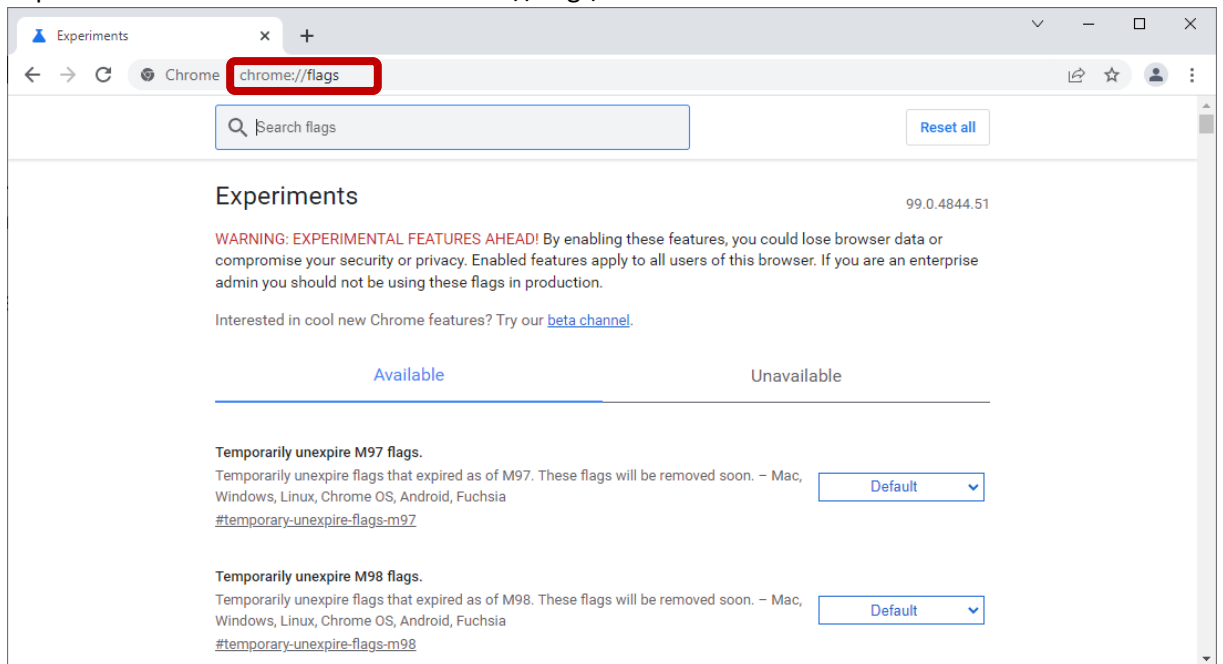 Experiments
Chrome chrome://flags
Search flags
Reset all
Experiments
99.0.4844.51
WARNING: EXPERIMENTAL FEATURES AHEAD! By enabling these features, you could lose browser data or
compromise your security or privacy. Enabled features apply to all users of this browser. If you are an enterprise
admin you should not be using these flags in production.
Interested in cool new Chrome features? Try our beta channel.
Available
Unavailable
Temporarily unexpire M97 flags.
Temporarily unexpire flags that expired as of M97. These flags will be removed soon. – Mac,
Windows, Linux, Chrome OS, Android, Fuchsia
#temporary-unexpire-flags-m97
Default
Temporarily unexpire M98 flags.
Temporarily unexpire flags that expired as of M98. These flags will be removed soon. – Mac,
Windows, Linux, Chrome OS, Android, Fuchsia
#temporary-unexpire-flags-m98
Default